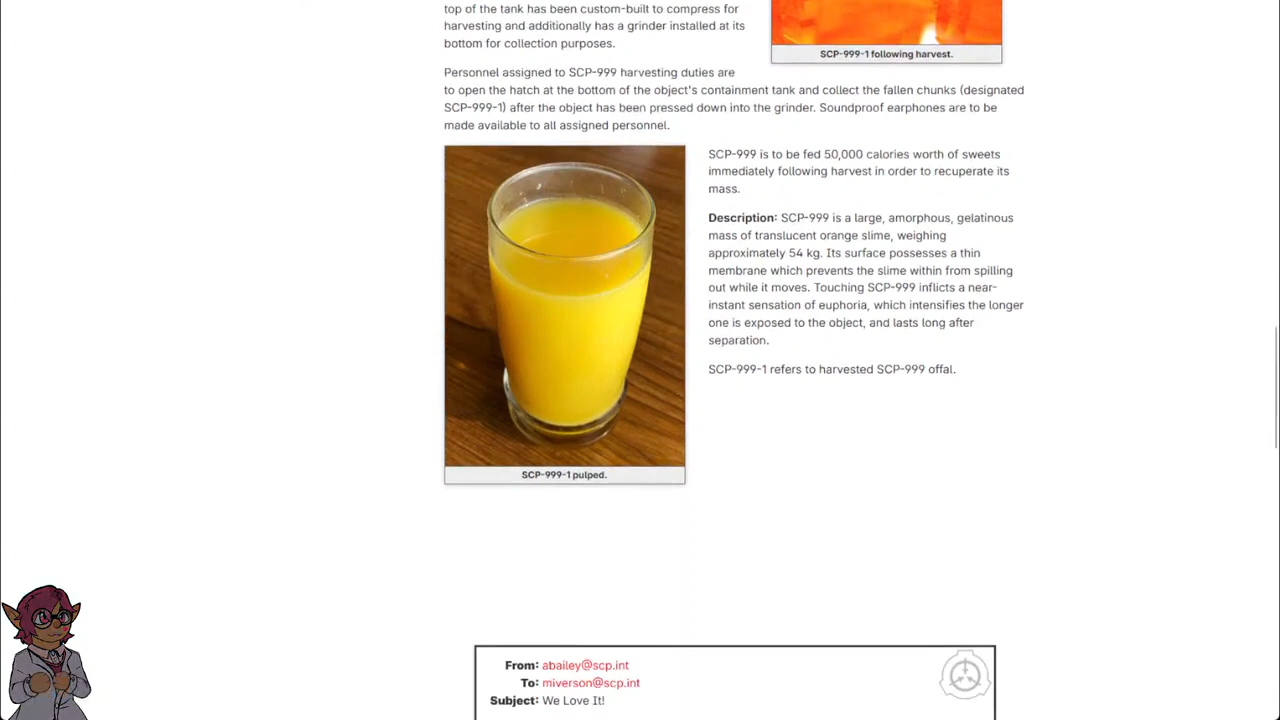 top of the tank has been custom-built to compress for
harvesting and additionally has a grinder installed at its
bottom for collection purposes.
SCP-999-1 following harvest.
Personnel assigned to SCP-999 harvesting duties are
to open the hatch at the bottom of the object's containment tank and collect the fallen chunks (designated
SCP-999-1) after the object has been pressed down into the grinder. Soundproof earphones are to be
made available to all assigned personnel.
SCP-999 is to be fed 50,000 calories worth of sweets
immediately following harvest in order to recuperate its
mass.
Description: SCP-999 is a large, amorphous, gelatinous
mass of translucent orange slime, weighing
approximately 54 kg. Its surface possesses a thin
membrane which prevents the slime within from spilling
out while it moves. Touching SCP-999 inflicts a near-
instant sensation of euphoria, which intensifies the longer
one is exposed to the object, and lasts long after
separation.
SCP-999-1 refers to harvested SCP-999 offal.
SCP-999-1 pulped.
From: abailey@scp.int
To: miverson@scp.int
Subject: We Love It!